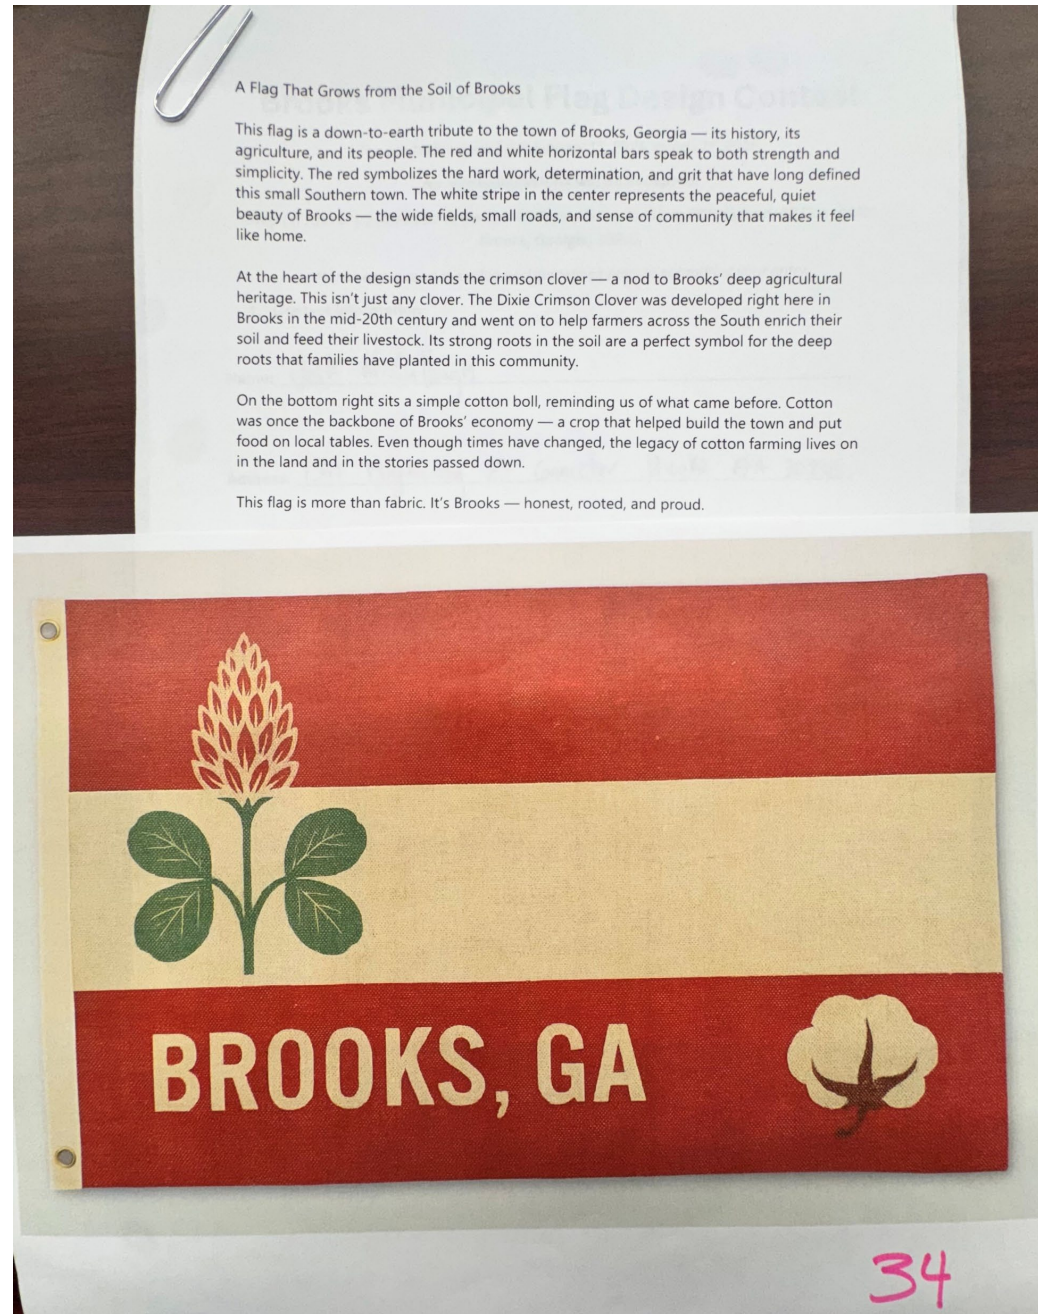 A Flag That Grows from the Soil of Brooks
This flag is a down-to-earth tribute to the town of Brooks, Georgia — its history, its
agriculture, and its people. The red and white horizontal bars speak to both strength and
simplicity. The red symbolizes the hard work, determination, and grit that have long defined
this small Southern town. The white stripe in the center represents the peaceful, quiet
beauty of Brooks — the wide fields, small roads, and sense of community that makes it feel
like home.
At the heart of the design stands the crimson clover — a nod to Brooks’ deep agricultural
heritage. This isn’t just any clover. The Dixie Crimson Clover was developed right here in
Brooks in the mid-20th century and went on to help farmers across the South enrich their
soil and feed their livestock. Its strong roots in the soil are a perfect symbol for the deep
roots that families have planted in this community.
On the bottom right sits a simple cotton boll, reminding us of what came before. Cotton
was once the backbone of Brooks’ economy — a crop that helped build the town and put
food on local tables. Even though times have changed, the legacy of cotton farming lives on
in the land and in the stories passed down.
This flag is more than fabric. It’s Brooks — honest, rooted, and proud.
BROOKS, GA
34